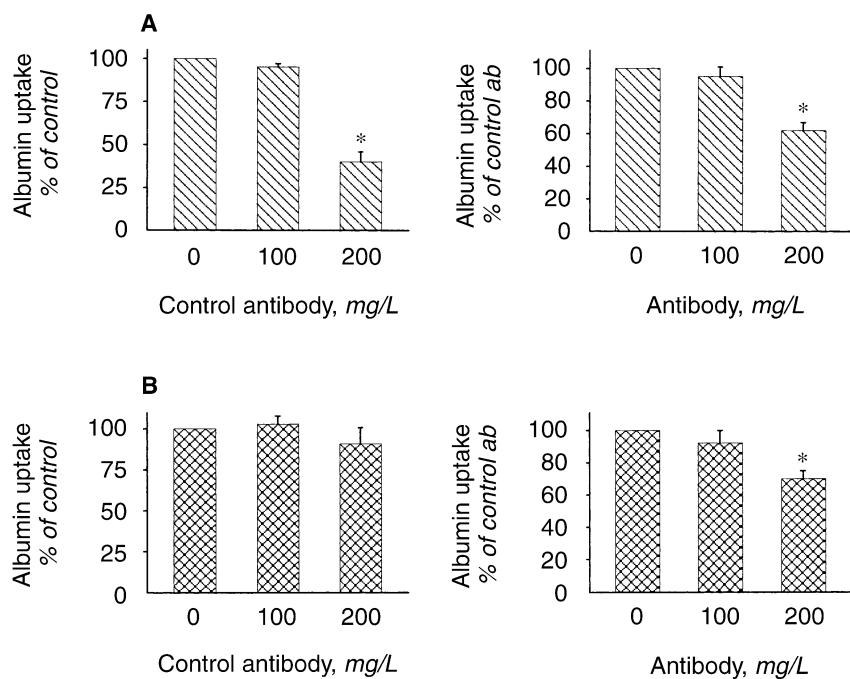 A
Albumin uptake
% of control
100
75
50
25
0
*
0 100 200
Control antibody, mg/L
Albumin uptake
% of control ab
100
80
60
40
20
0
*
0 100 200
Antibody, mg/L
B
Albumin uptake
% of control
100
75
50
25
0
0 100 200
Control antibody, mg/L
Albumin uptake
% of control ab
100
80
60
40
20
0
*
0 100 200
Antibody, mg/L